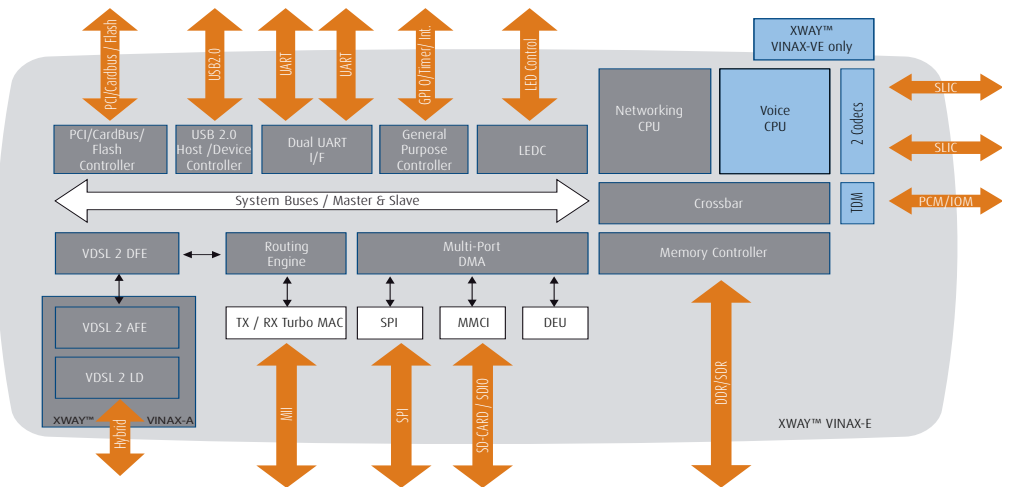 XWAY™
VINAX-VE only
PCI/Cardbus / Flash
USB2.0
UART
UART
GPI O/Timer/ Int.
LED Control
PCI/CardBus/
Flash
Controller
USB 2.0
Host /Device
Controller
Dual UART
I/F
General
Purpose
Controller
LEDC
Networking
CPU
Voice
CPU
2 Codecs
SLIC
SLIC
System Buses / Master & Slave
Crossbar
TDM
PCM/IOM
VDSL 2 DFE
Routing
Engine
Multi-Port
DMA
Memory Controller
VDSL 2 AFE
TX / RX Turbo MAC
SPI
MMCI
DEU
VDSL 2 LD
XWAY™ VINAX-A
Hybrid
MII
SPI
SD-CARD / SDIO
DDR/SDR
XWAY™ VINAX-E